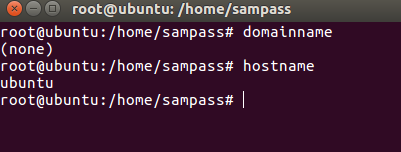 root@ubuntu: /home/sampass
root@ubuntu:/home/sampass# domainname
(none)
root@ubuntu:/home/sampass# hostname
ubuntu
root@ubuntu:/home/sampass#